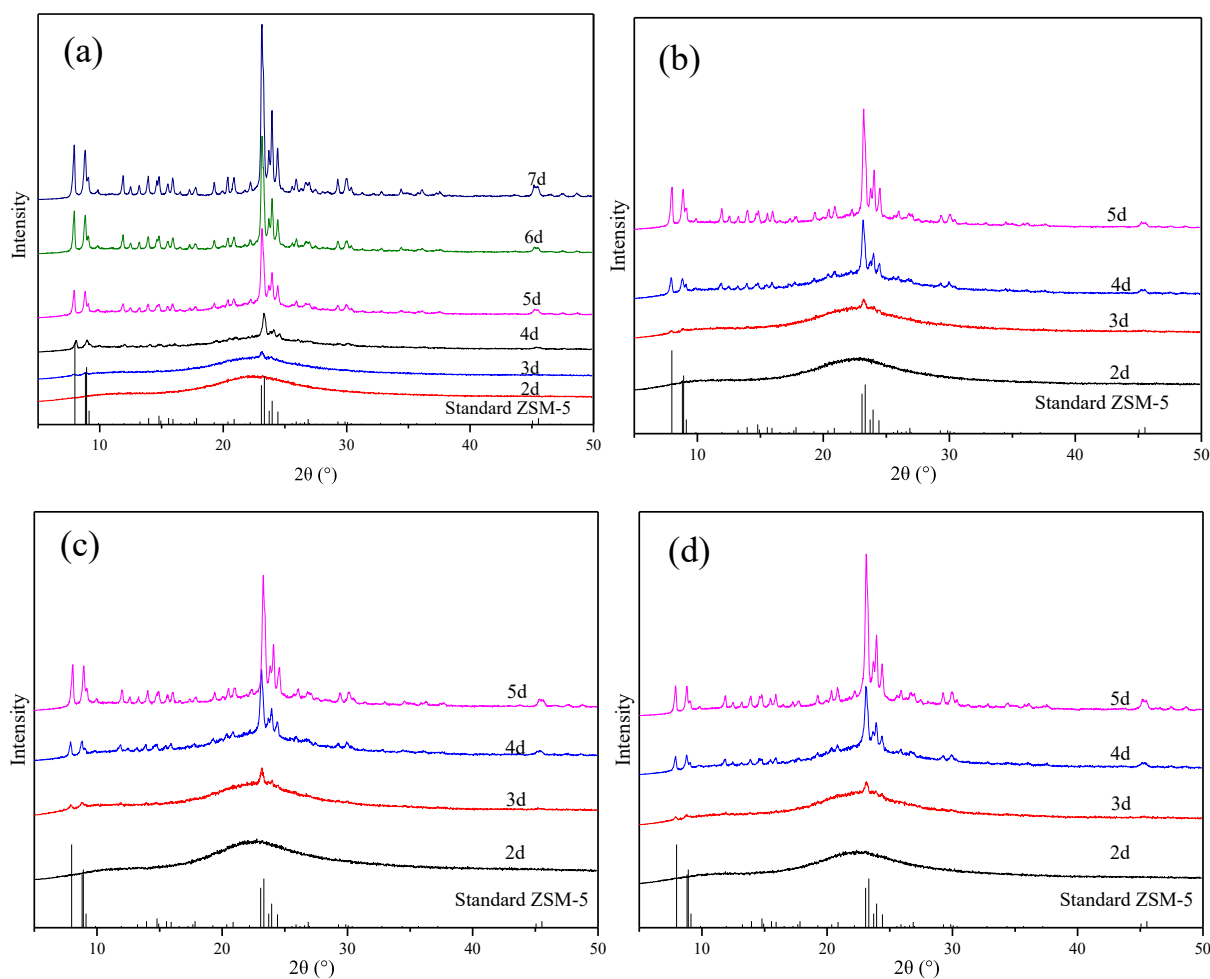 (a)
Intensity
7d
6d
5d
4d
3d
2d
Standard ZSM-5
10 20 30 40 50
2θ (°)
(b)
Intensity
5d
4d
3d
2d
Standard ZSM-5
10 20 30 40 50
2θ (°)
(c)
Intensity
5d
4d
3d
2d
Standard ZSM-5
10 20 30 40 50
2θ (°)
(d)
Intensity
5d
4d
3d
2d
Standard ZSM-5
10 20 30 40 50
2θ (°)